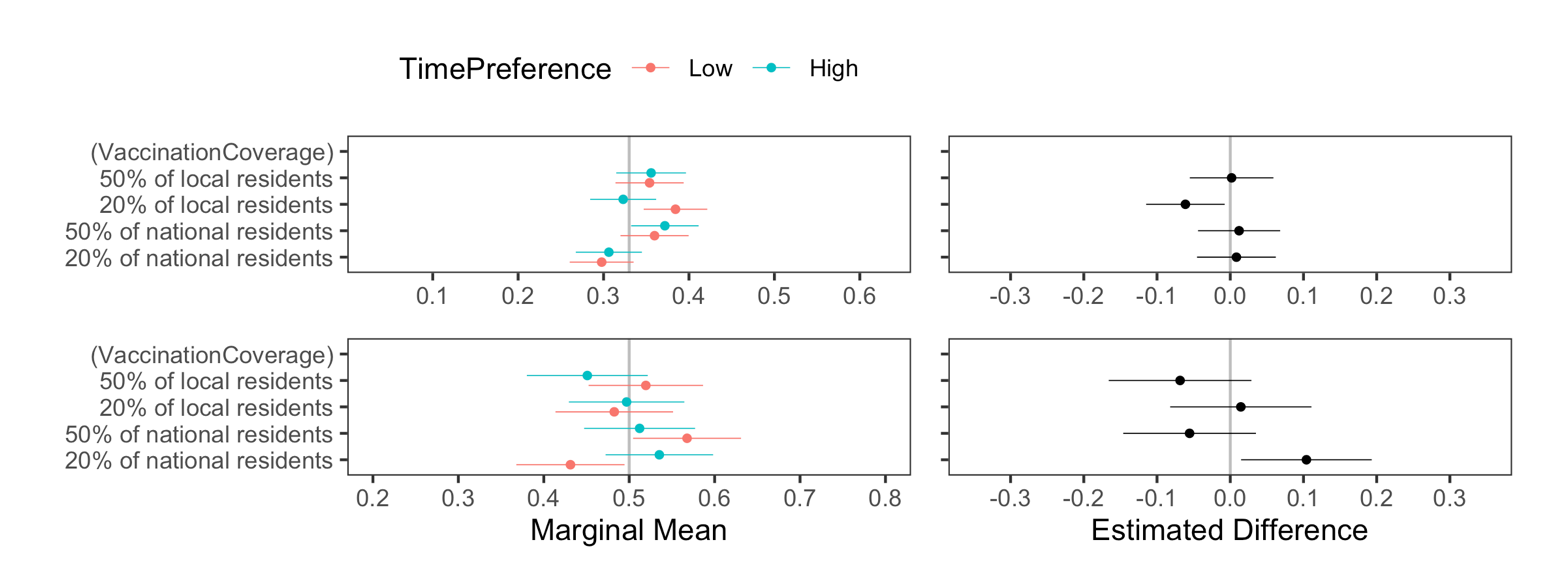 TimePreference Low High
(VaccinationCoverage)
50% of local residents
20% of local residents
50% of national residents
20% of national residents
0.1 0.2 0.3 0.4 0.5 0.6
-0.3 -0.2 -0.1 0.0 0.1 0.2 0.3
(VaccinationCoverage)
50% of local residents
20% of local residents
50% of national residents
20% of national residents
0.2 0.3 0.4 0.5 0.6 0.7 0.8
-0.3 -0.2 -0.1 0.0 0.1 0.2 0.3
Marginal Mean
Estimated Difference